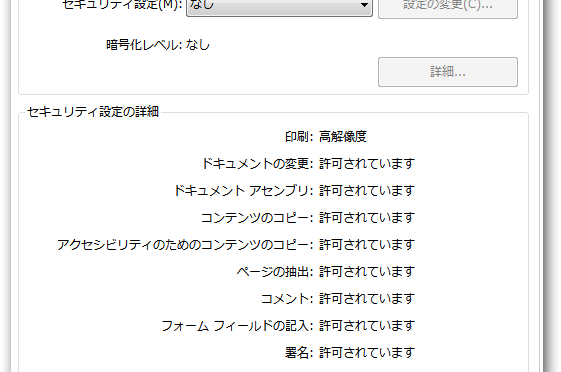 セキュリティ設定(M): なし 設定の変更(C)...
暗号化レベル: なし
詳細...
セキュリティ設定の詳細
印刷: 高解像度
ドキュメントの変更: 許可されています
ドキュメント アセンブリ: 許可されています
コンテンツのコピー: 許可されています
アクセシビリティのためのコンテンツのコピー: 許可されています
ページの抽出: 許可されています
コメント: 許可されています
フォーム フィールドの記入: 許可されています
署名: 許可されています